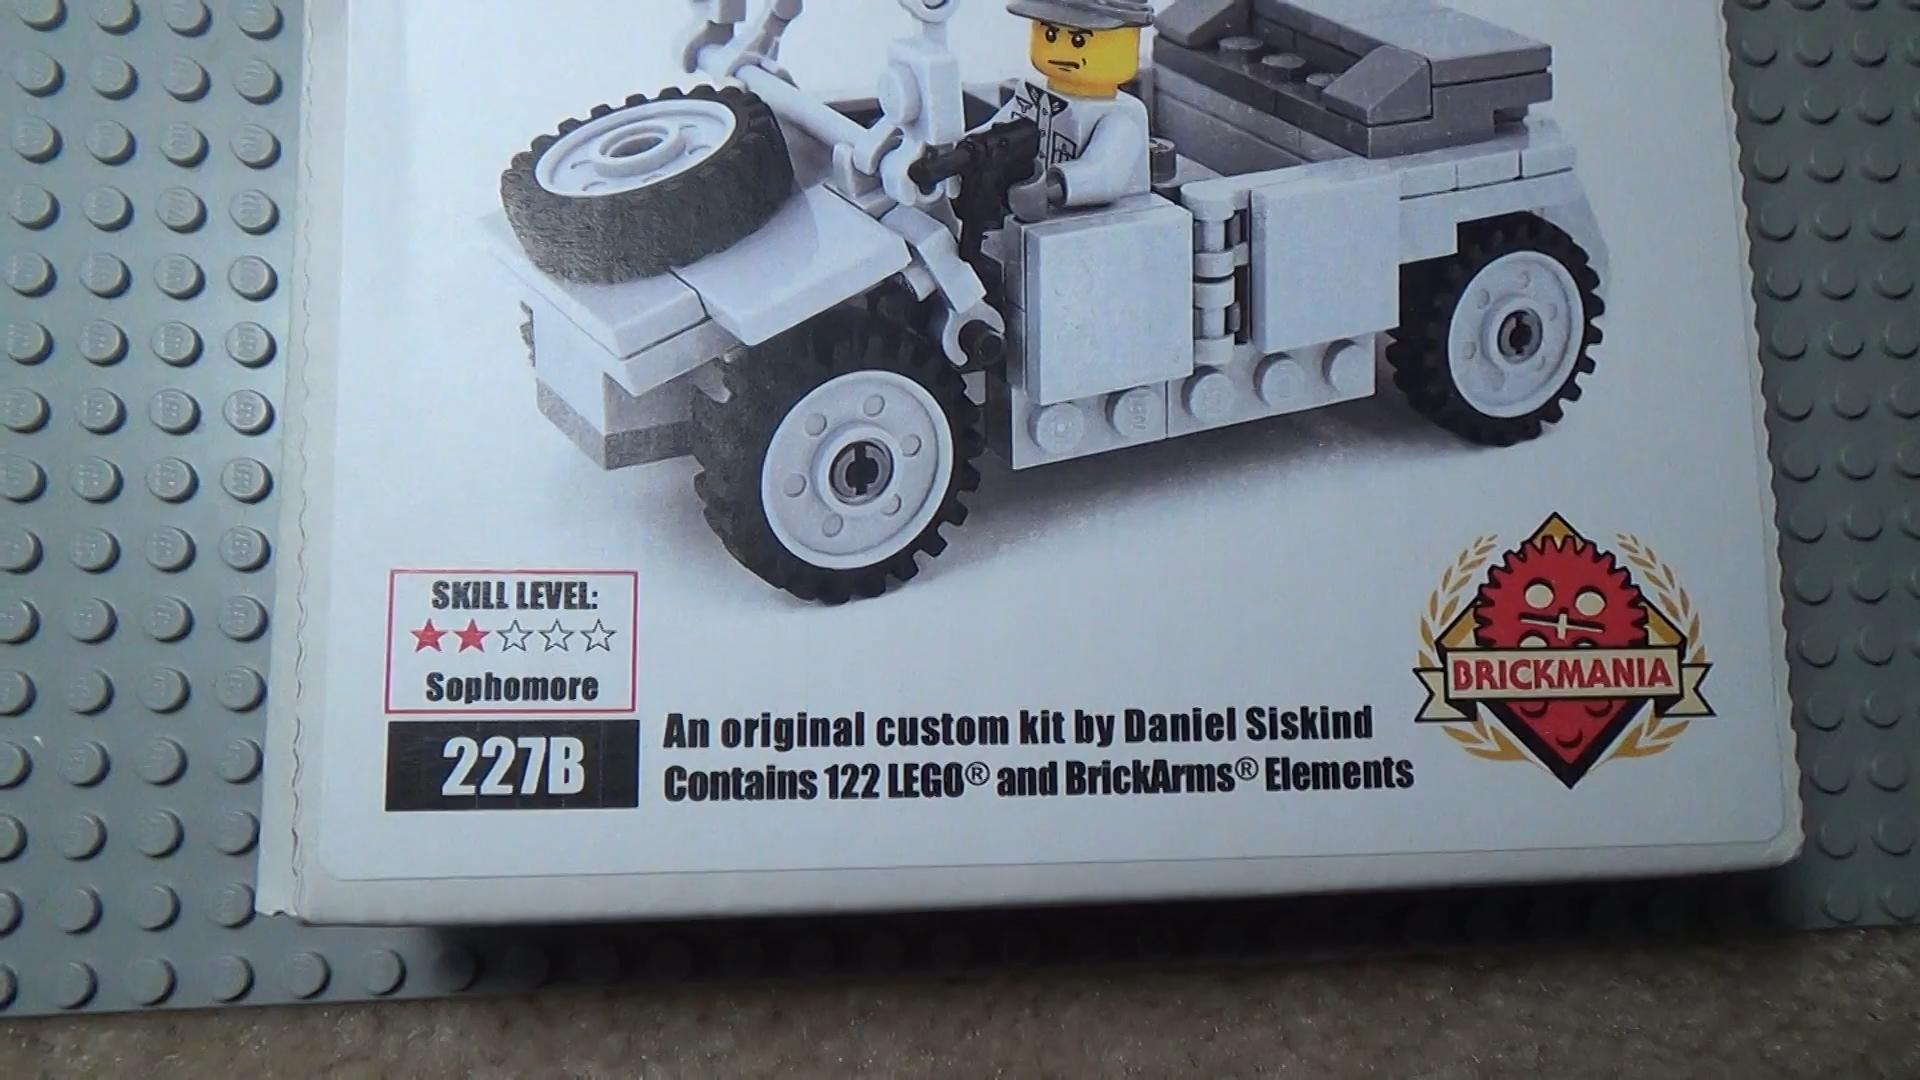 SKILL LEVEL:
Sophomore
227B
An original custom kit by Daniel Siskind
Contains 122 LEGO® and BrickArms® Elements
BRICKMANIA